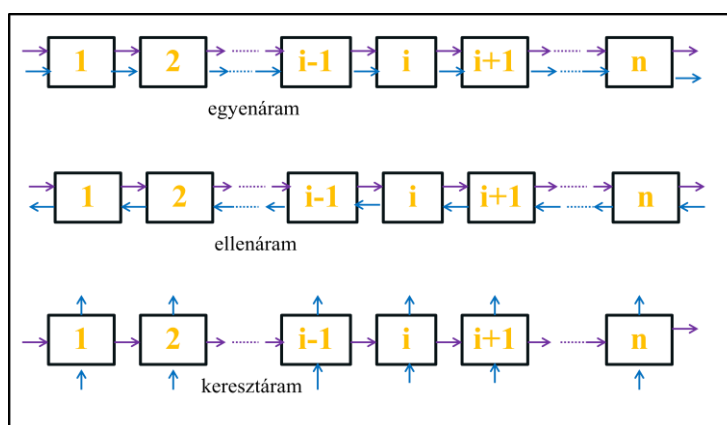 1 2 i-1 i i+1 n
egyenáram
1 2 i-1 i i+1 n
ellenáram
1 2 i-1 i i+1 n
keresztáram